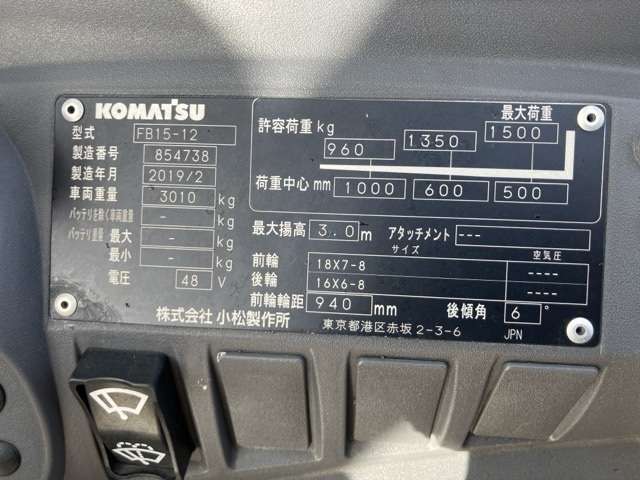 KOMATSU
型式 FB15-12
製造番号 854738
製造年月 2019/2
車両重量 3010 kg
バッテリを除く車両重量 - kg
バッテリ重量 最大 - kg
最小 - kg
電圧 48 V
最大荷重
許容荷重 kg 960 1350 1500
荷重中心 mm 1000 600 500
最大揚高 3.0 m アタッチメント ---
サイズ 空気圧
前輪 18X7-8 ----
後輪 16X6-8 ----
前輪輪距 940 mm 後傾角 6 °
株式会社 小松製作所 東京都港区赤坂 2-3-6 JPN